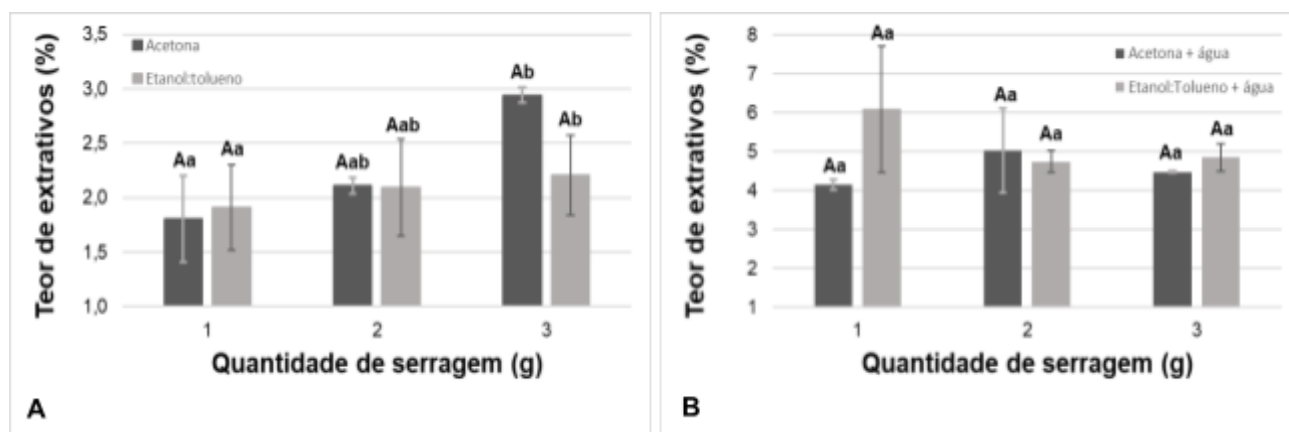 Teor de extrativos (%)
3,5
3,0
2,5
2,0
1,5
1,0
Acetona
Etanol:tolueno
Aa
Aa
Aab
Aab
Ab
Ab
1
2
3
Quantidade de serragem (g)
A
Teor de extrativos (%)
8
7
6
5
4
3
2
1
Acetona + água
Etanol:Tolueno + água
Aa
Aa
Aa
Aa
Aa
Aa
1
2
3
Quantidade de serragem (g)
B